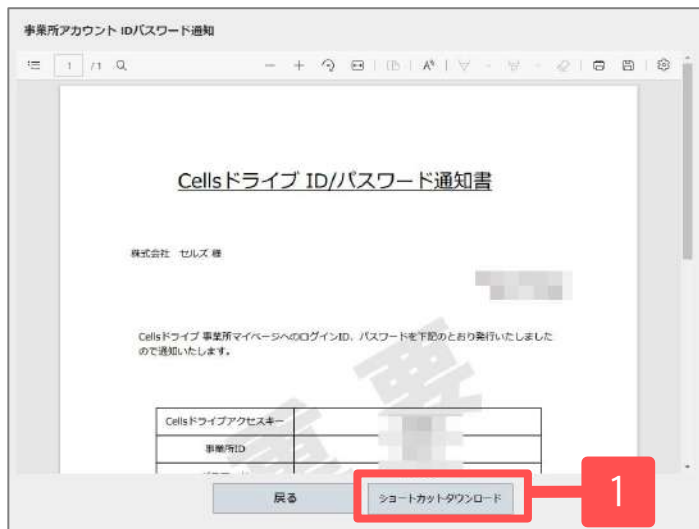 事業所アカウント IDパスワード通知
1 /1
Cellsドライブ ID/パスワード通知書
株式会社 セルズ 様
Cellsドライブ 事業所マイページへのログインID、パスワードを下記のとおり発行いたしました
ので通知いたします。
重要
Cellsドライブアクセスキー
事業所ID
戻る
ショートカットダウンロード
1